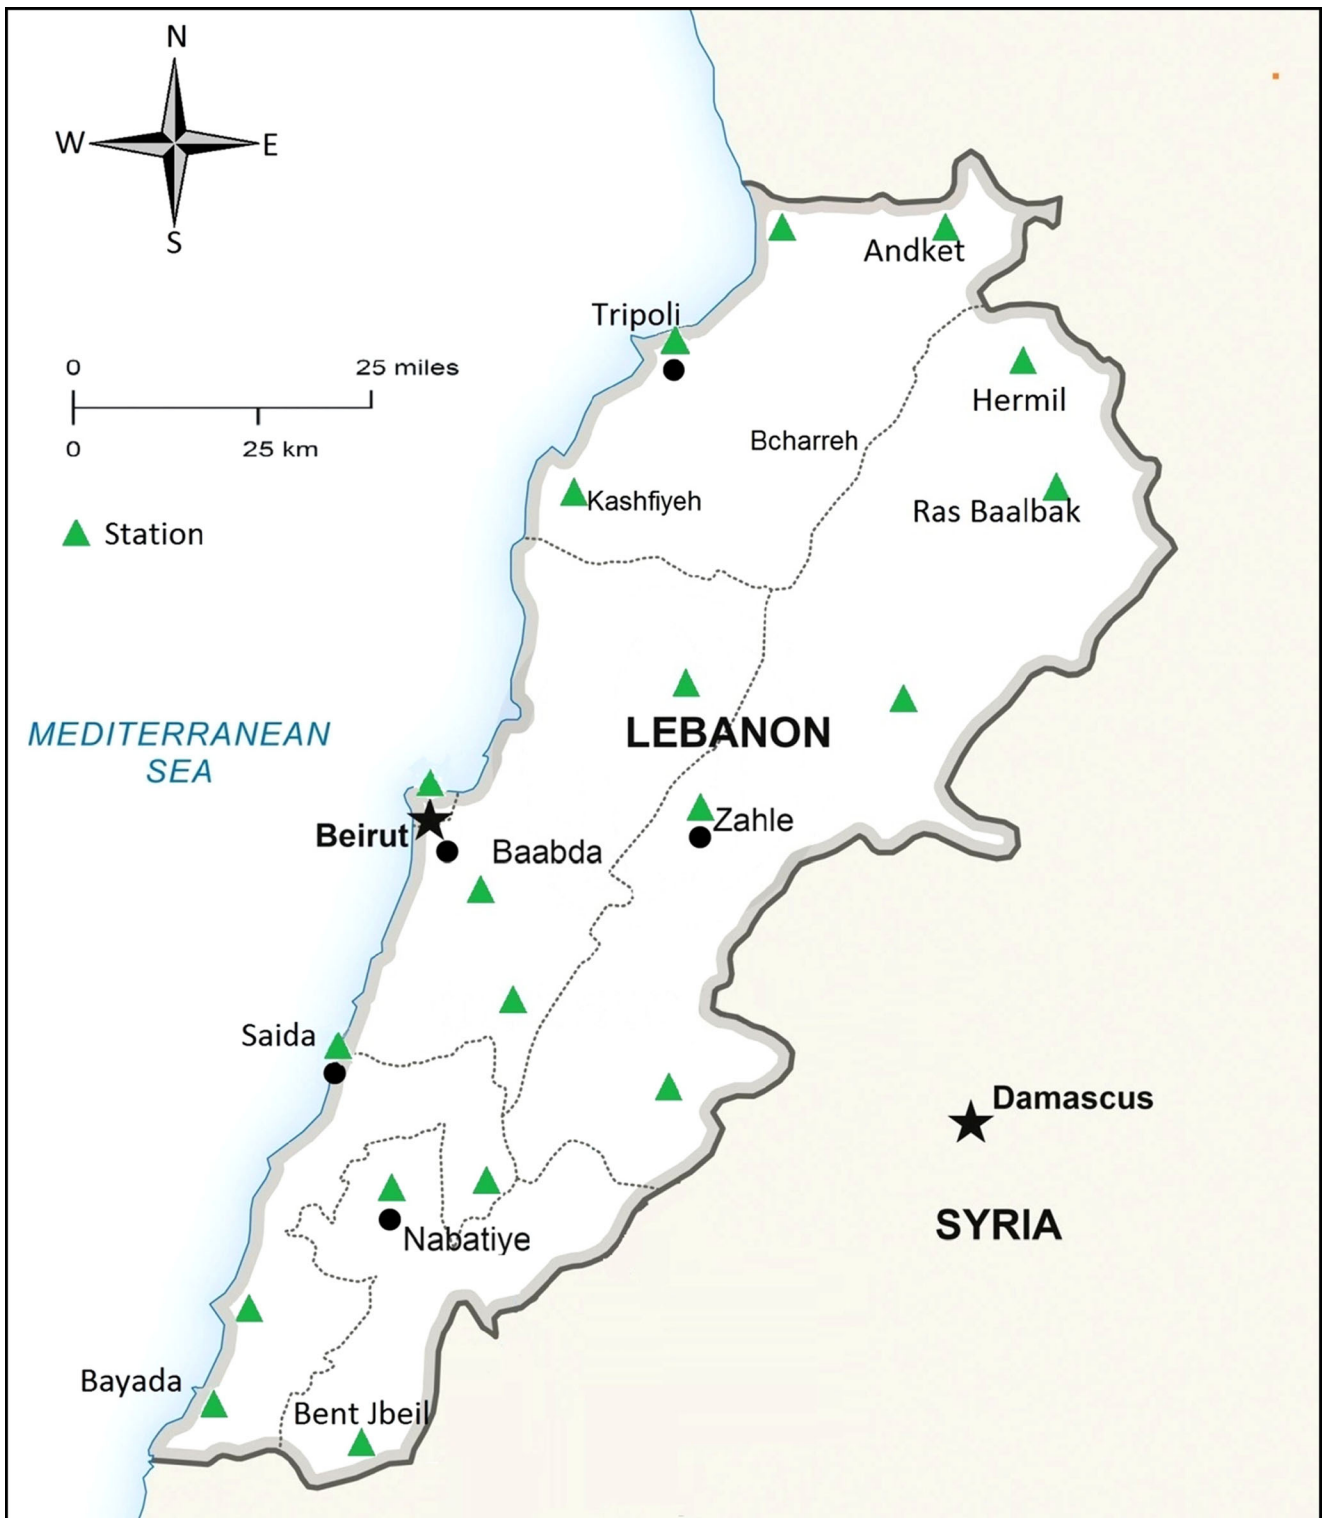 N
W
E
S
Andket
Tripoli
0
25 miles
0
25 km
Hermil
Bcharreh
Kashfiyeh
Ras Baalbak
Station
MEDITERRANEAN
SEA
LEBANON
Zahle
Beirut
Baabda
Saida
Damascus
SYRIA
Nabatiye
Bayada
Bent Jbeil